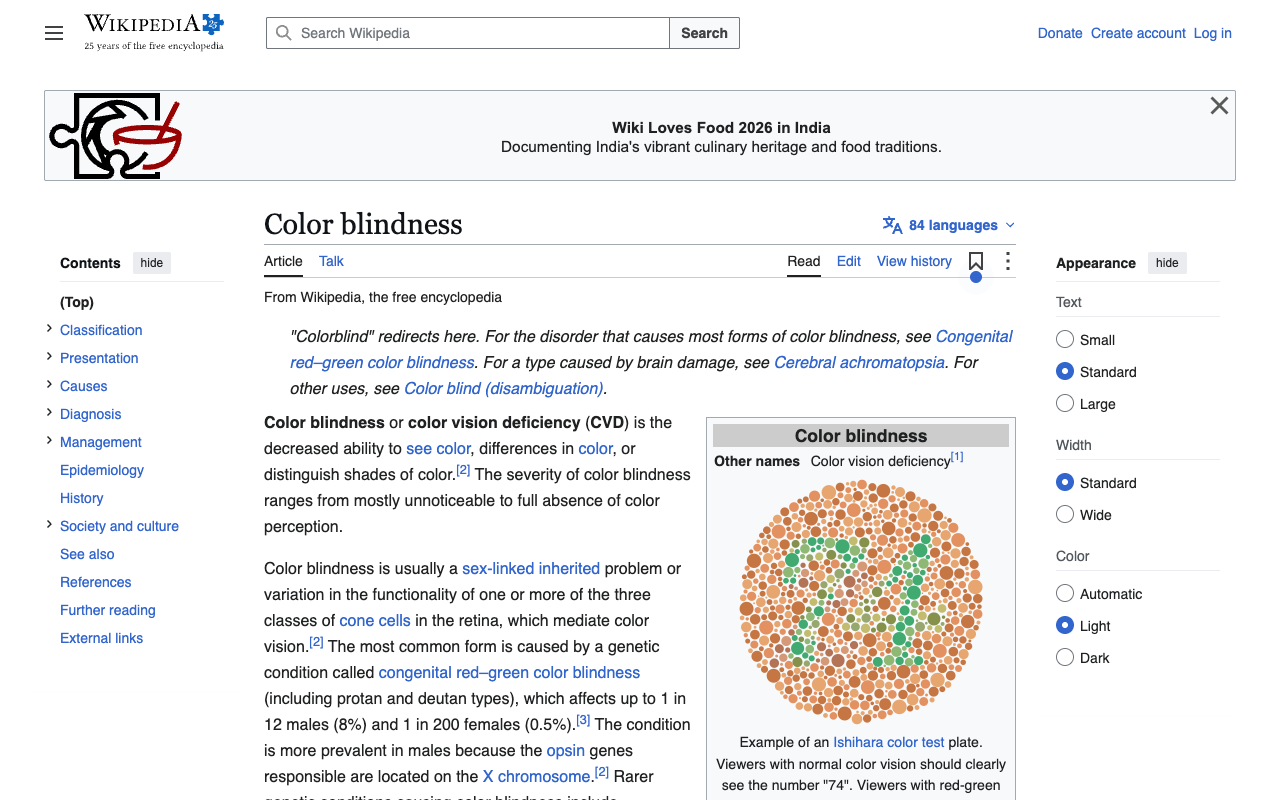 WIKIPEDIA 25
25 years of the free encyclopedia
Search Wikipedia
Search
Donate Create account Log in
Wiki Loves Food 2026 in India
Documenting India's vibrant culinary heritage and food traditions.
Contents hide
(Top)
Classification
Presentation
Causes
Diagnosis
Management
Epidemiology
History
Society and culture
See also
References
Further reading
External links
Color blindness
84 languages
Article Talk
Read Edit View history
From Wikipedia, the free encyclopedia
"Colorblind" redirects here. For the disorder that causes most forms of color blindness, see Congenital
red–green color blindness. For a type caused by brain damage, see Cerebral achromatopsia. For
other uses, see Color blind (disambiguation).
Color blindness or color vision deficiency (CVD) is the
decreased ability to see color, differences in color, or
distinguish shades of color.[2] The severity of color blindness
ranges from mostly unnoticeable to full absence of color
perception.
Color blindness is usually a sex-linked inherited problem or
variation in the functionality of one or more of the three
classes of cone cells in the retina, which mediate color
vision.[2] The most common form is caused by a genetic
condition called congenital red–green color blindness
(including protan and deutan types), which affects up to 1 in
12 males (8%) and 1 in 200 females (0.5%).[3] The condition
is more prevalent in males because the opsin genes
responsible are located on the X chromosome.[2] Rarer
genetic conditions causing color blindness include
Color blindness
Other names Color vision deficiency[1]
74
Example of an Ishihara color test plate.
Viewers with normal color vision should clearly
see the number "74". Viewers with red-green
Appearance hide
Text
Small
Standard
Large
Width
Standard
Wide
Color
Automatic
Light
Dark